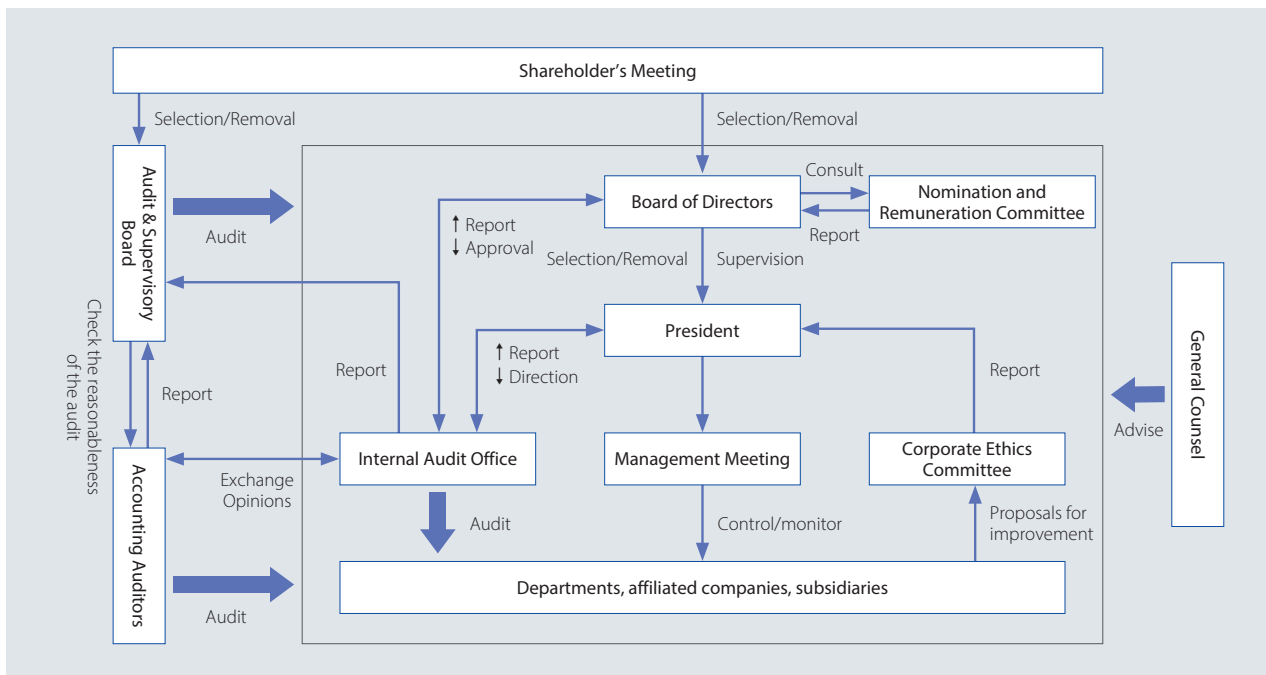 Shareholder's Meeting
Selection/Removal
Selection/Removal
Audit & Supervisory
Board
Audit
Board of Directors
Consult
Report
Nomination and
Remuneration Committee
↑ Report
↓ Approval
Selection/Removal
Supervision
President
↑ Report
↓ Direction
Report
Report
General Counsel
Advise
Check the reasonableness
of the audit
Report
Accounting Auditors
Exchange
Opinions
Internal Audit Office
Management Meeting
Corporate Ethics
Committee
Audit
Control/monitor
Proposals for
improvement
Audit
Departments, affiliated companies, subsidiaries